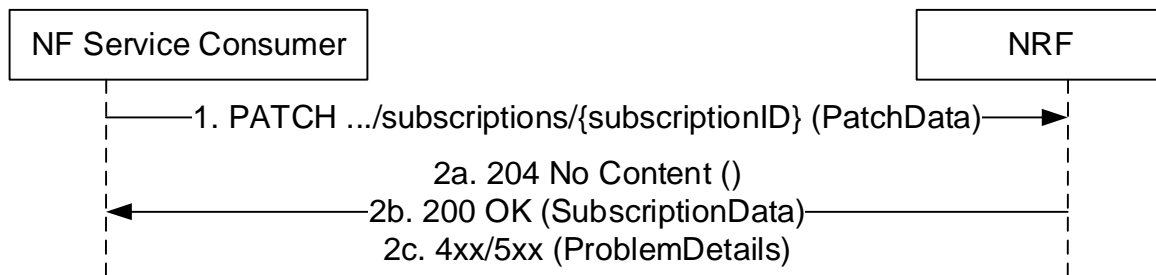 NF Service Consumer
NRF
1. PATCH .../subscriptions/{subscriptionID} (PatchData)
2a. 204 No Content ()
2b. 200 OK (SubscriptionData)
2c. 4xx/5xx (ProblemDetails)